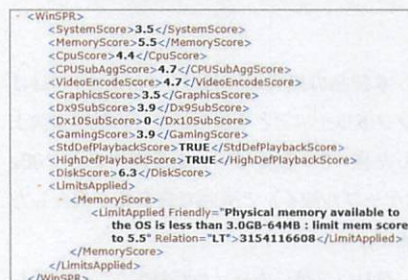 - <WinSPR>
<SystemScore>3.5</SystemScore>
<MemoryScore>5.5</MemoryScore>
<CpuScore>4.4</CpuScore>
<CPUSubAggScore>4.7</CPUSubAggScore>
<VideoEncodeScore>4.7</VideoEncodeScore>
<GraphicsScore>3.5</GraphicsScore>
<Dx9SubScore>3.9</Dx9SubScore>
<Dx10SubScore>0</Dx10SubScore>
<GamingScore>3.9</GamingScore>
<StdDefPlaybackScore>TRUE</StdDefPlaybackScore>
<HighDefPlaybackScore>TRUE</HighDefPlaybackScore>
<DiskScore>6.3</DiskScore>
- <LimitsApplied>
- <MemoryScore>
<LimitApplied Friendly="Physical memory available to
the OS is less than 3.0GB-64MB : limit mem score
to 5.5" Relation="LT">3154116608</LimitApplied>
</MemoryScore>
</LimitsApplied>
</WinSPR>